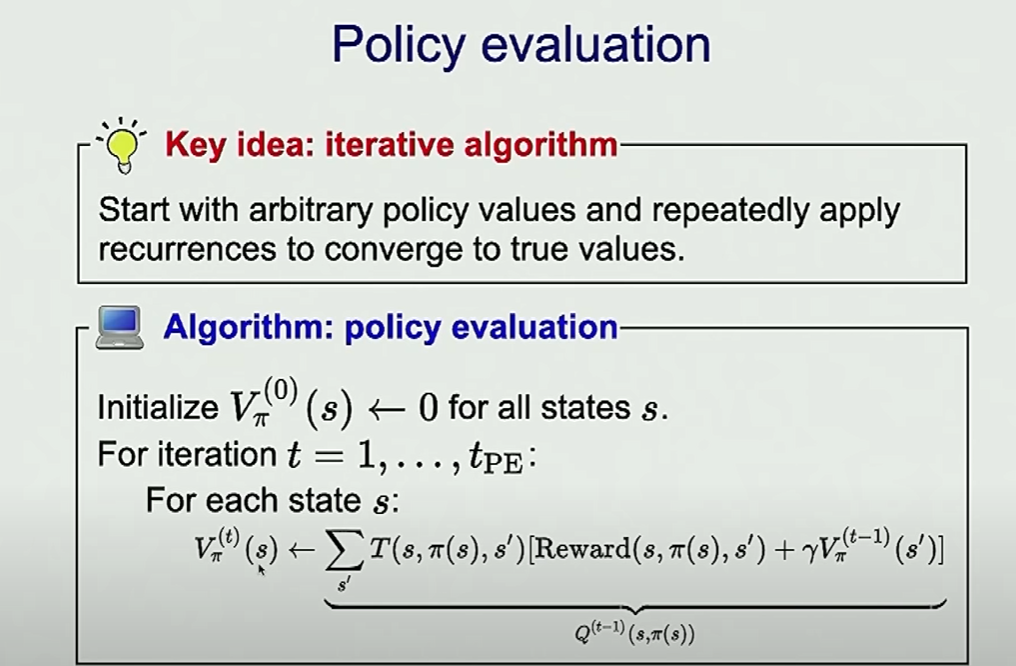 Policy evaluation
Key idea: iterative algorithm
Start with arbitrary policy values and repeatedly apply
recurrences to converge to true values.
Algorithm: policy evaluation
Initialize $V_\pi^{(0)}(s) \leftarrow 0$ for all states $s$.
For iteration $t = 1, \ldots, t_{\mathrm{PE}}$:
For each state $s$:
$V_\pi^{(t)}(s) \leftarrow \underbrace{\sum_{s'} T(s, \pi(s), s')[\mathrm{Reward}(s, \pi(s), s') + \gamma V_\pi^{(t-1)}(s')]}_{Q^{(t-1)}(s,\pi(s))}$